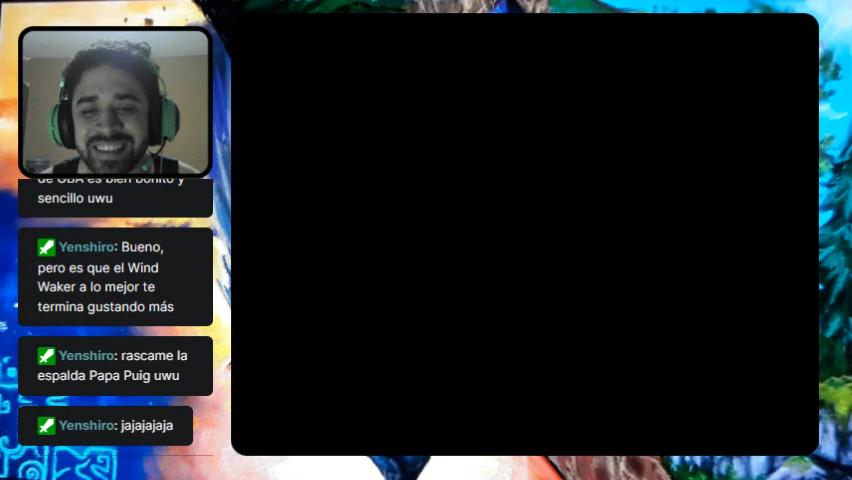 de GBA es bien bonito y
sencillo uwu
Yenshiro: Bueno,
pero es que el Wind
Waker a lo mejor te
termina gustando más
Yenshiro: rascame la
espalda Papa Puig uwu
Yenshiro: jajajajaja